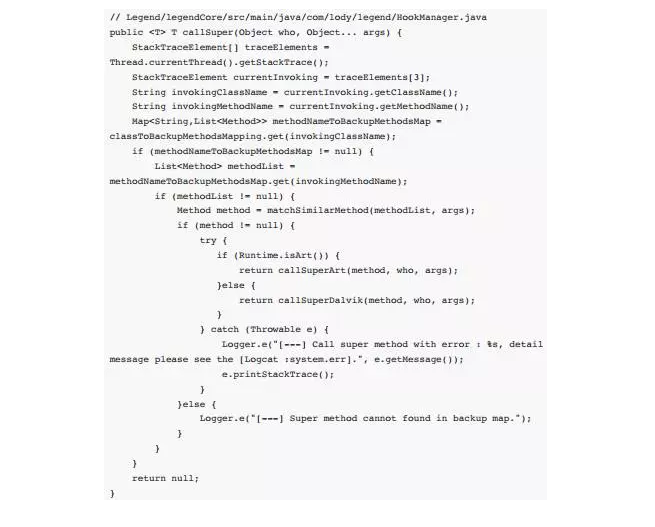 // Legend/legendCore/src/main/java/com/lody/legend/HookManager.java
public <T> T callSuper(Object who, Object... args) {
StackTraceElement[] traceElements =
Thread.currentThread().getStackTrace();
StackTraceElement currentInvoking = traceElements[3];
String invokingClassName = currentInvoking.getClassName();
String invokingMethodName = currentInvoking.getMethodName();
Map<String,List<Method>> methodNameToBackupMethodsMap =
classToBackupMethodsMapping.get(invokingClassName);
if (methodNameToBackupMethodsMap != null) {
List<Method> methodList =
methodNameToBackupMethodsMap.get(invokingMethodName);
if (methodList != null) {
Method method = matchSimilarMethod(methodList, args);
if (method != null) {
try {
if (Runtime.isArt()) {
return callSuperArt(method, who, args);
}else {
return callSuperDalvik(method, who, args);
}
} catch (Throwable e) {
Logger.e("[---] Call super method with error : %s, detail
message please see the [Logcat :system.err].", e.getMessage());
e.printStackTrace();
}
}else {
Logger.e("[---] Super method cannot found in backup map.");
}
}
}
return null;
}